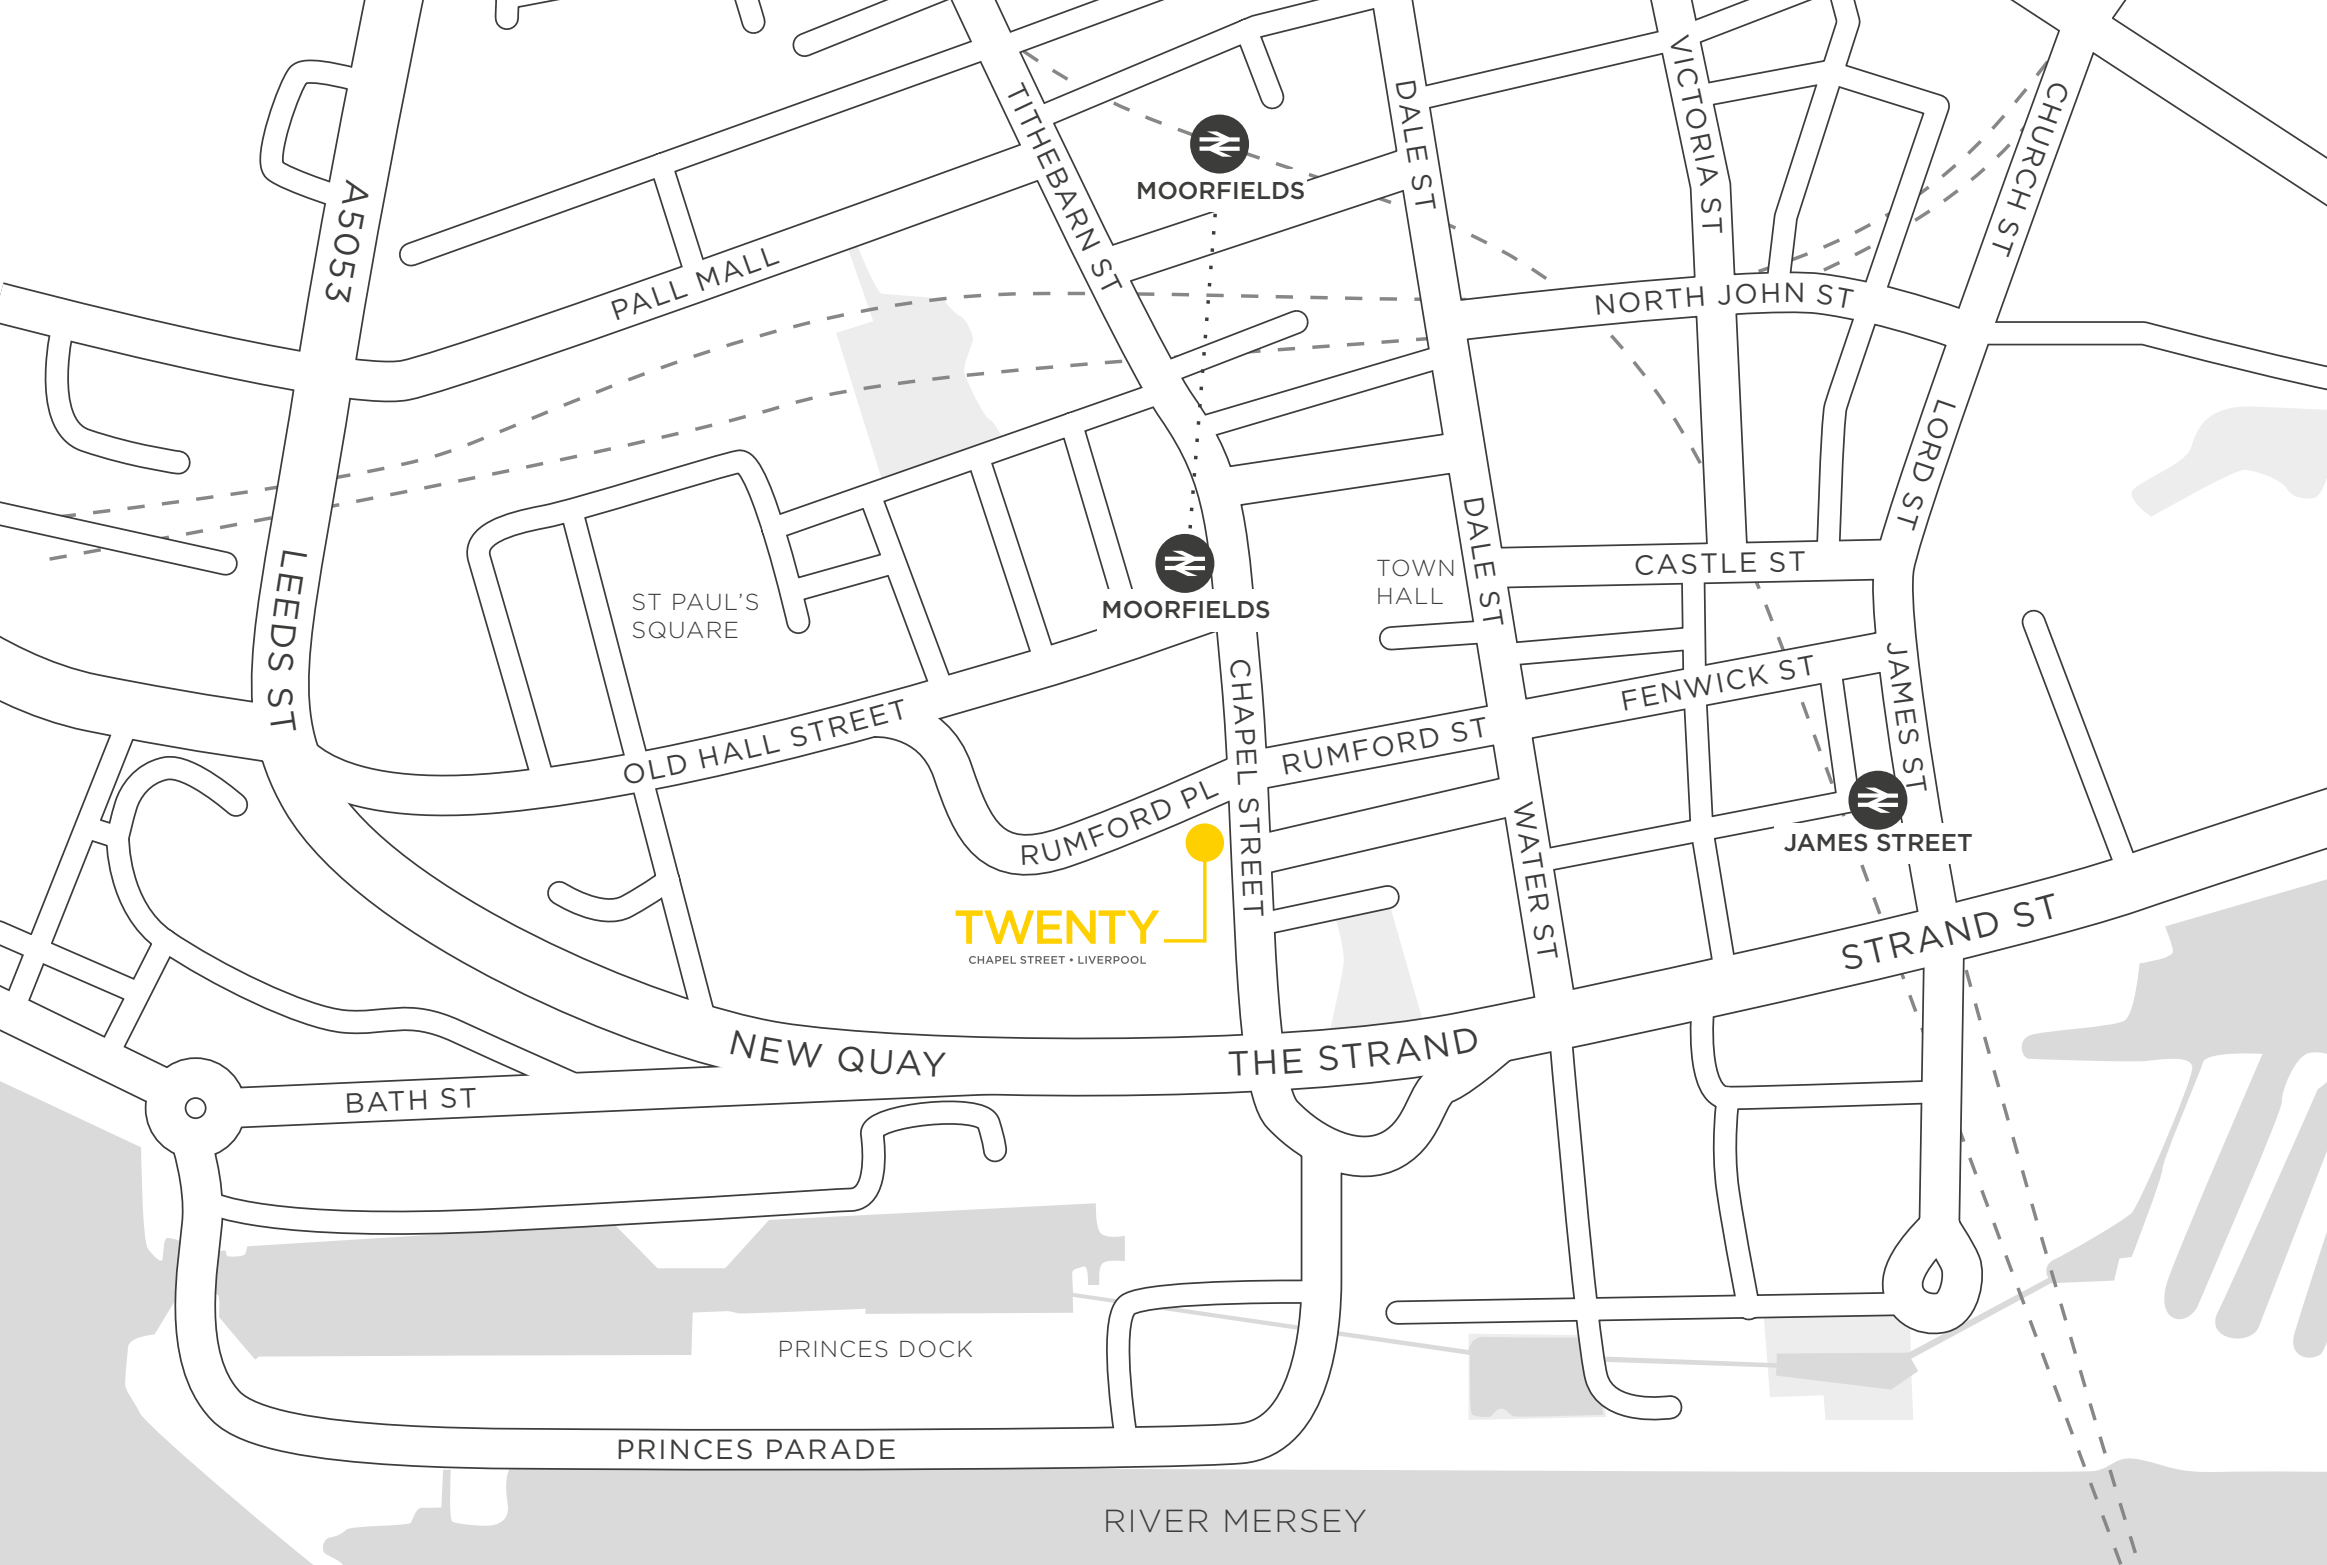 VICTORIA ST
DALE ST
TITHEBARN ST
CHURCH ST
MOORFIELDS
A5053
PALL MALL
NORTH JOHN ST
LORD ST
DALE ST
LEEDS ST
MOORFIELDS
TOWN
HALL
CASTLE ST
ST PAUL'S
SQUARE
CHAPEL STREET
JAMES ST
FENWICK ST
OLD HALL STREET
RUMFORD ST
RUMFORD PL
WATER ST
JAMES STREET
TWENTY
CHAPEL STREET • LIVERPOOL
STRAND ST
NEW QUAY
THE STRAND
BATH ST
PRINCES DOCK
PRINCES PARADE
RIVER MERSEY